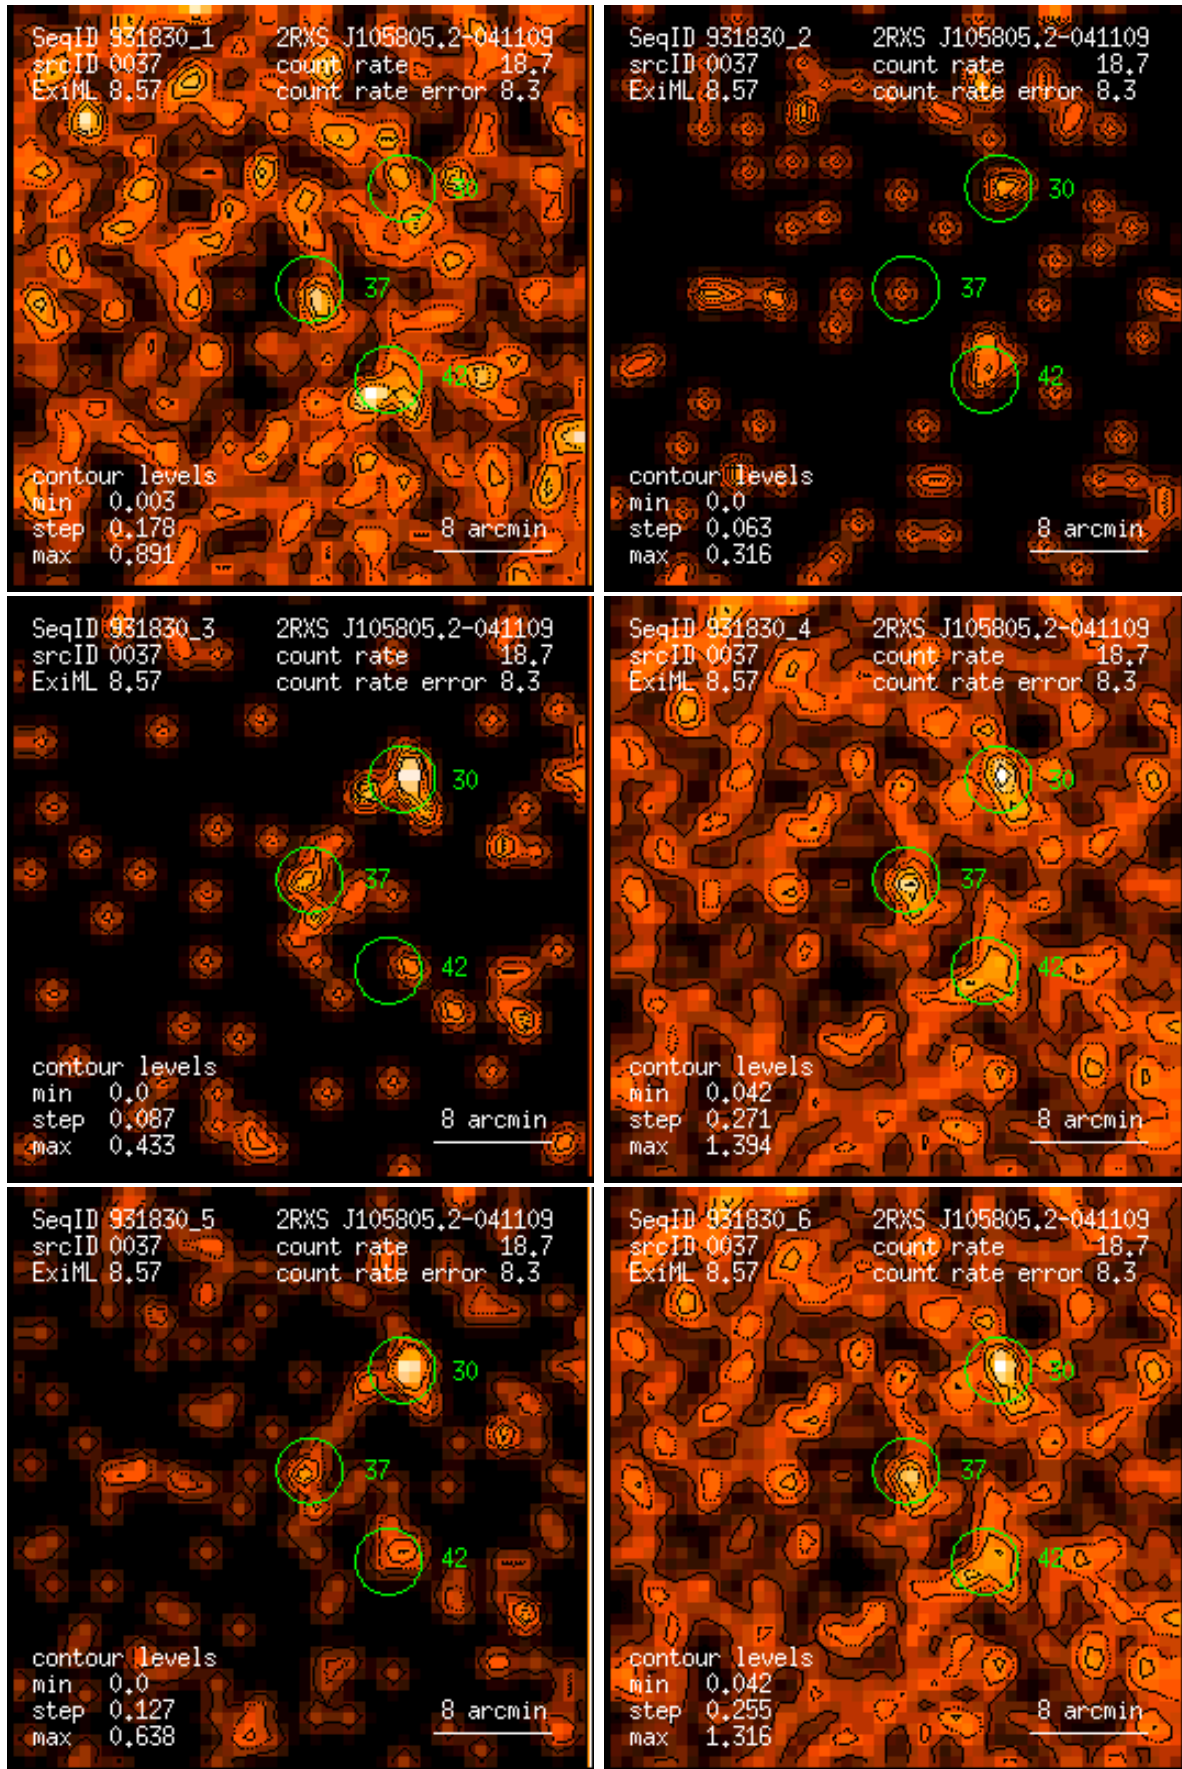 SeqID 931830_1 2RXS J105805.2-041109
srcID 0037 count rate 18.7
ExiML 8.57 count rate error 8.3
30
37
42
contour levels
min 0.003
step 0.178 8 arcmin
max 0.891
SeqID 931830_2 2RXS J105805.2-041109
srcID 0037 count rate 18.7
ExiML 8.57 count rate error 8.3
30
37
42
contour levels
min 0.0
step 0.063 8 arcmin
max 0.316
SeqID 931830_3 2RXS J105805.2-041109
srcID 0037 count rate 18.7
ExiML 8.57 count rate error 8.3
30
37
42
contour levels
min 0.0
step 0.087 8 arcmin
max 0.433
SeqID 931830_4 2RXS J105805.2-041109
srcID 0037 count rate 18.7
ExiML 8.57 count rate error 8.3
30
37
42
contour levels
min 0.042
step 0.271 8 arcmin
max 1.394
SeqID 931830_5 2RXS J105805.2-041109
srcID 0037 count rate 18.7
ExiML 8.57 count rate error 8.3
30
37
42
contour levels
min 0.0
step 0.127 8 arcmin
max 0.638
SeqID 931830_6 2RXS J105805.2-041109
srcID 0037 count rate 18.7
ExiML 8.57 count rate error 8.3
30
37
42
contour levels
min 0.042
step 0.255 8 arcmin
max 1.316